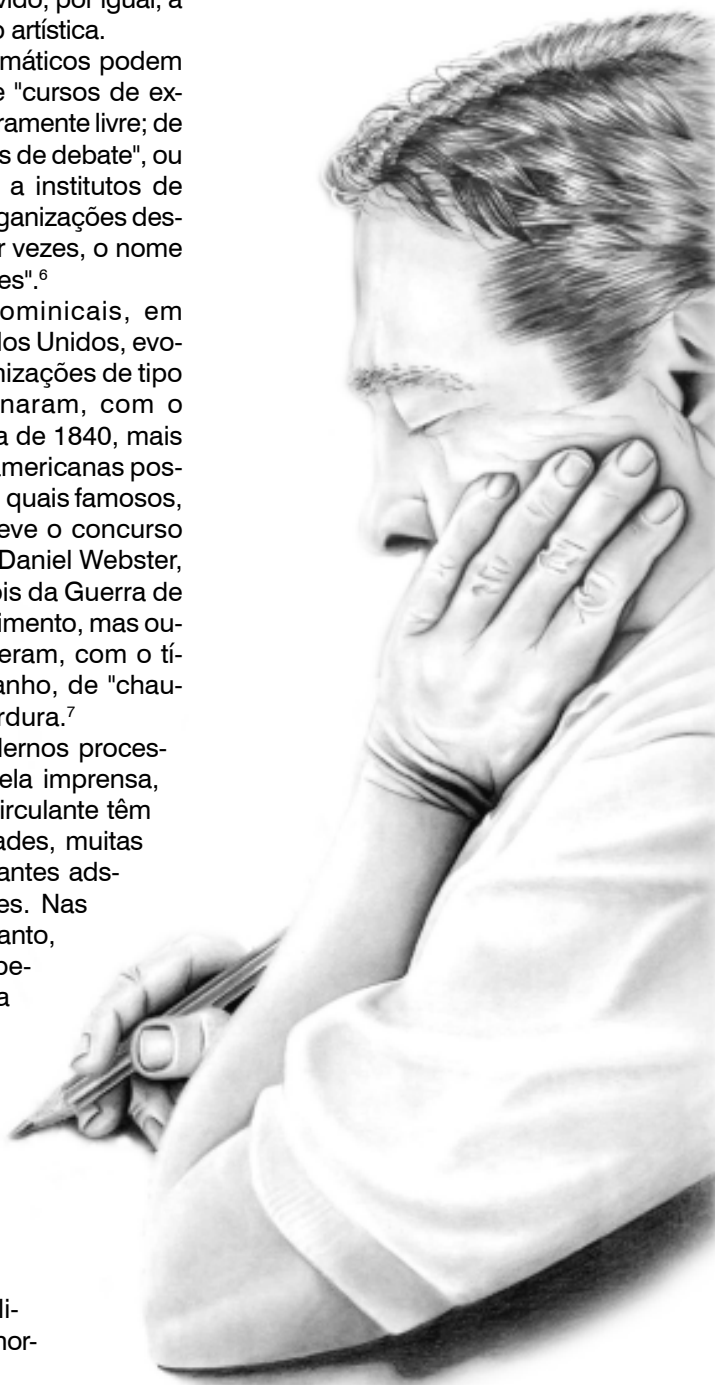 vido, por igual, a
o artística.
máticos podem
e "cursos de ex-
ramente livre; de
s de debate", ou
a institutos de
ganizações des-
r vezes, o nome
es".⁶
ominicais, em
dos Unidos, evo-
nizações de tipo
naram, com o
a de 1840, mais
americanas pos-
quais famosos,
eve o concurso
Daniel Webster,
ois da Guerra de
imento, mas ou-
eram, com o tí-
anho, de "chau-
rdura.⁷
dernos proces-
ela imprensa,
irculante têm
ades, muitas
antes ads-
es. Nas
anto,
pe-
a
li-
nor-